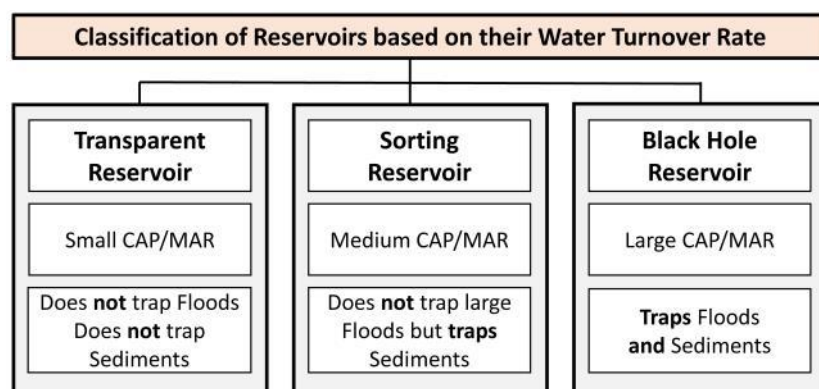 Classification of Reservoirs based on their Water Turnover Rate
Transparent
Reservoir
Small CAP/MAR
Does not trap Floods
Does not trap
Sediments
Sorting
Reservoir
Medium CAP/MAR
Does not trap large
Floods but traps
Sediments
Black Hole
Reservoir
Large CAP/MAR
Traps Floods
and Sediments